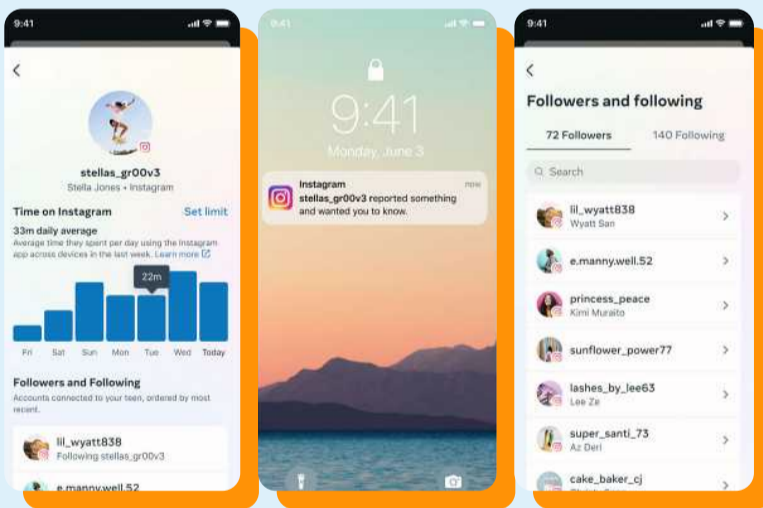 9:41
stellas_gr00v3
Stella Jones • Instagram
Time on Instagram
Set limit
33m daily average
Average time they spent per day using the Instagram
app across devices in the last week. Learn more
22m
Fri Sat Sun Mon Tue Wed Today
Followers and Following
Accounts connected to your teen, ordered by most
recent.
lil_wyatt838
Following stellas_gr00v3
e.manny.well.52
9:41
9:41
Monday, June 3
Instagram
now
stellas_gr00v3 reported something
and wanted you to know.
9:41
Followers and following
72 Followers
140 Following
Search
lil_wyatt838
Wyatt San
e.manny.well.52
princess_peace
Kimi Muraito
sunflower_power77
lashes_by_lee63
Lee Ze
super_santi_73
Az Deri
cake_baker_cj